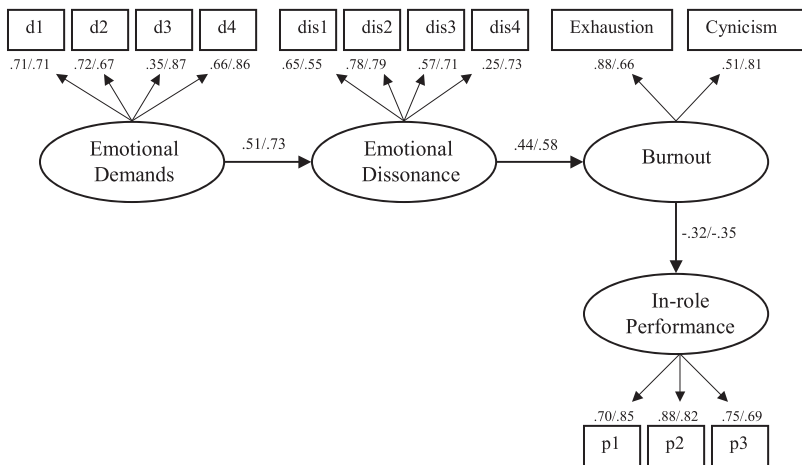 d1 d2 d3 d4 dis1 dis2 dis3 dis4 Exhaustion Cynicism
.71/.71 .72/.67 .35/.87 .66/.86 .65/.55 .78/.79 .57/.71 .25/.73 .88/.66 .51/.81
Emotional
Demands
.51/.73
Emotional
Dissonance
.44/.58
Burnout
-.32/-.35
In-role
Performance
.70/.85 .88/.82 .75/.69
p1 p2 p3